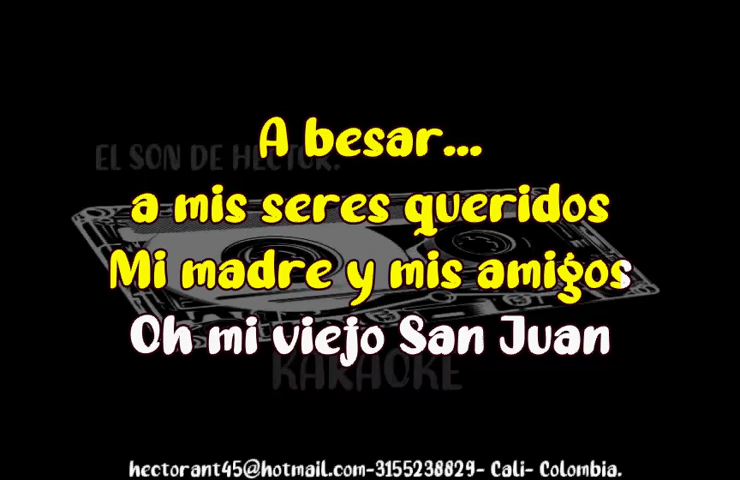 A besar...
EL SON DE HECTOR.
a mis seres queridos
Mi madre y mis amigos
Oh mi viejo San Juan
KARAOKE
hectorant45@hotmail.com-3155238829- Cali- Colombia.